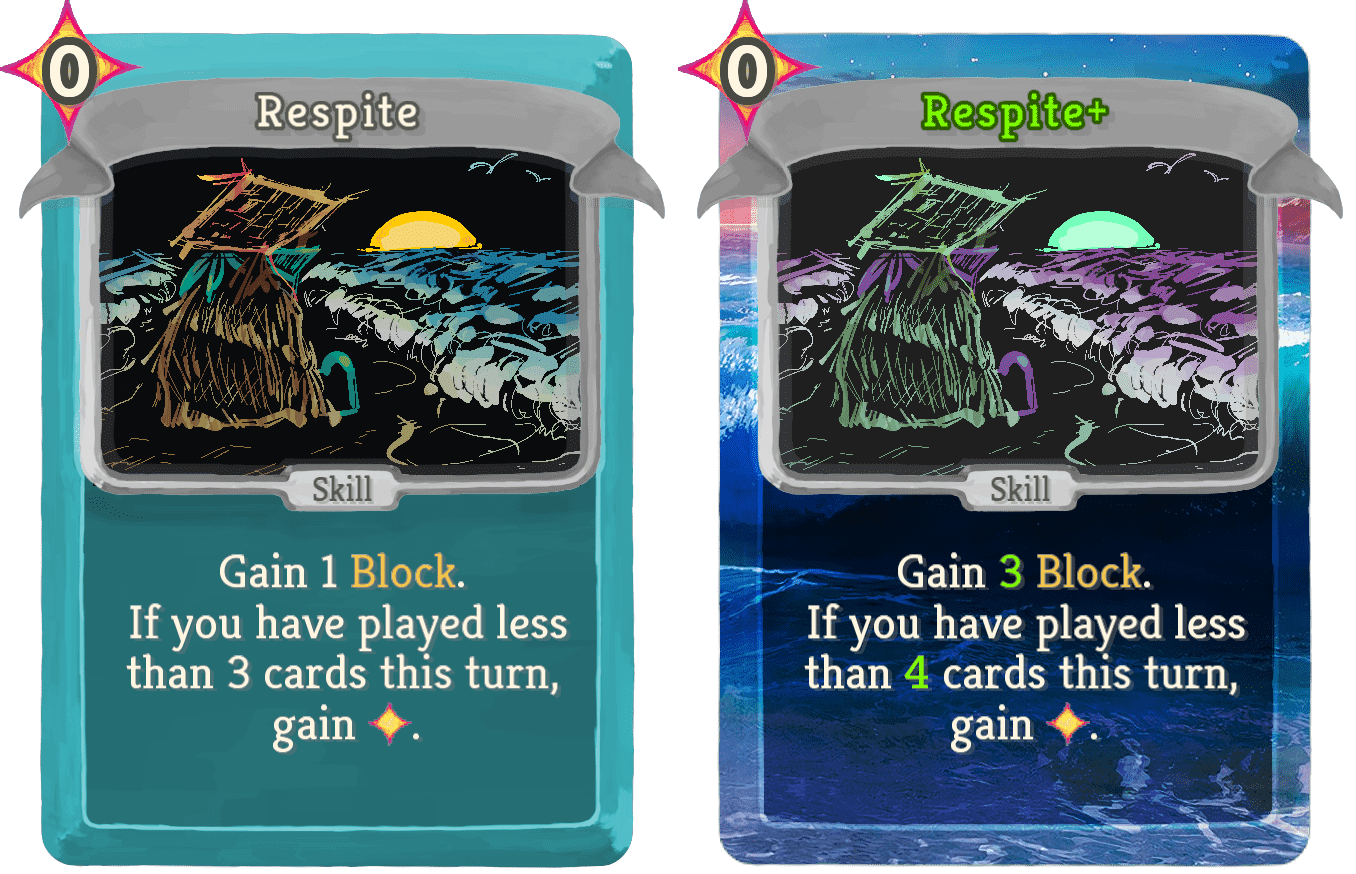 0
Respite
Skill
Gain 1 Block.
If you have played less
than 3 cards this turn,
gain .
0
Respite+
Skill
Gain 3 Block.
If you have played less
than 4 cards this turn,
gain .